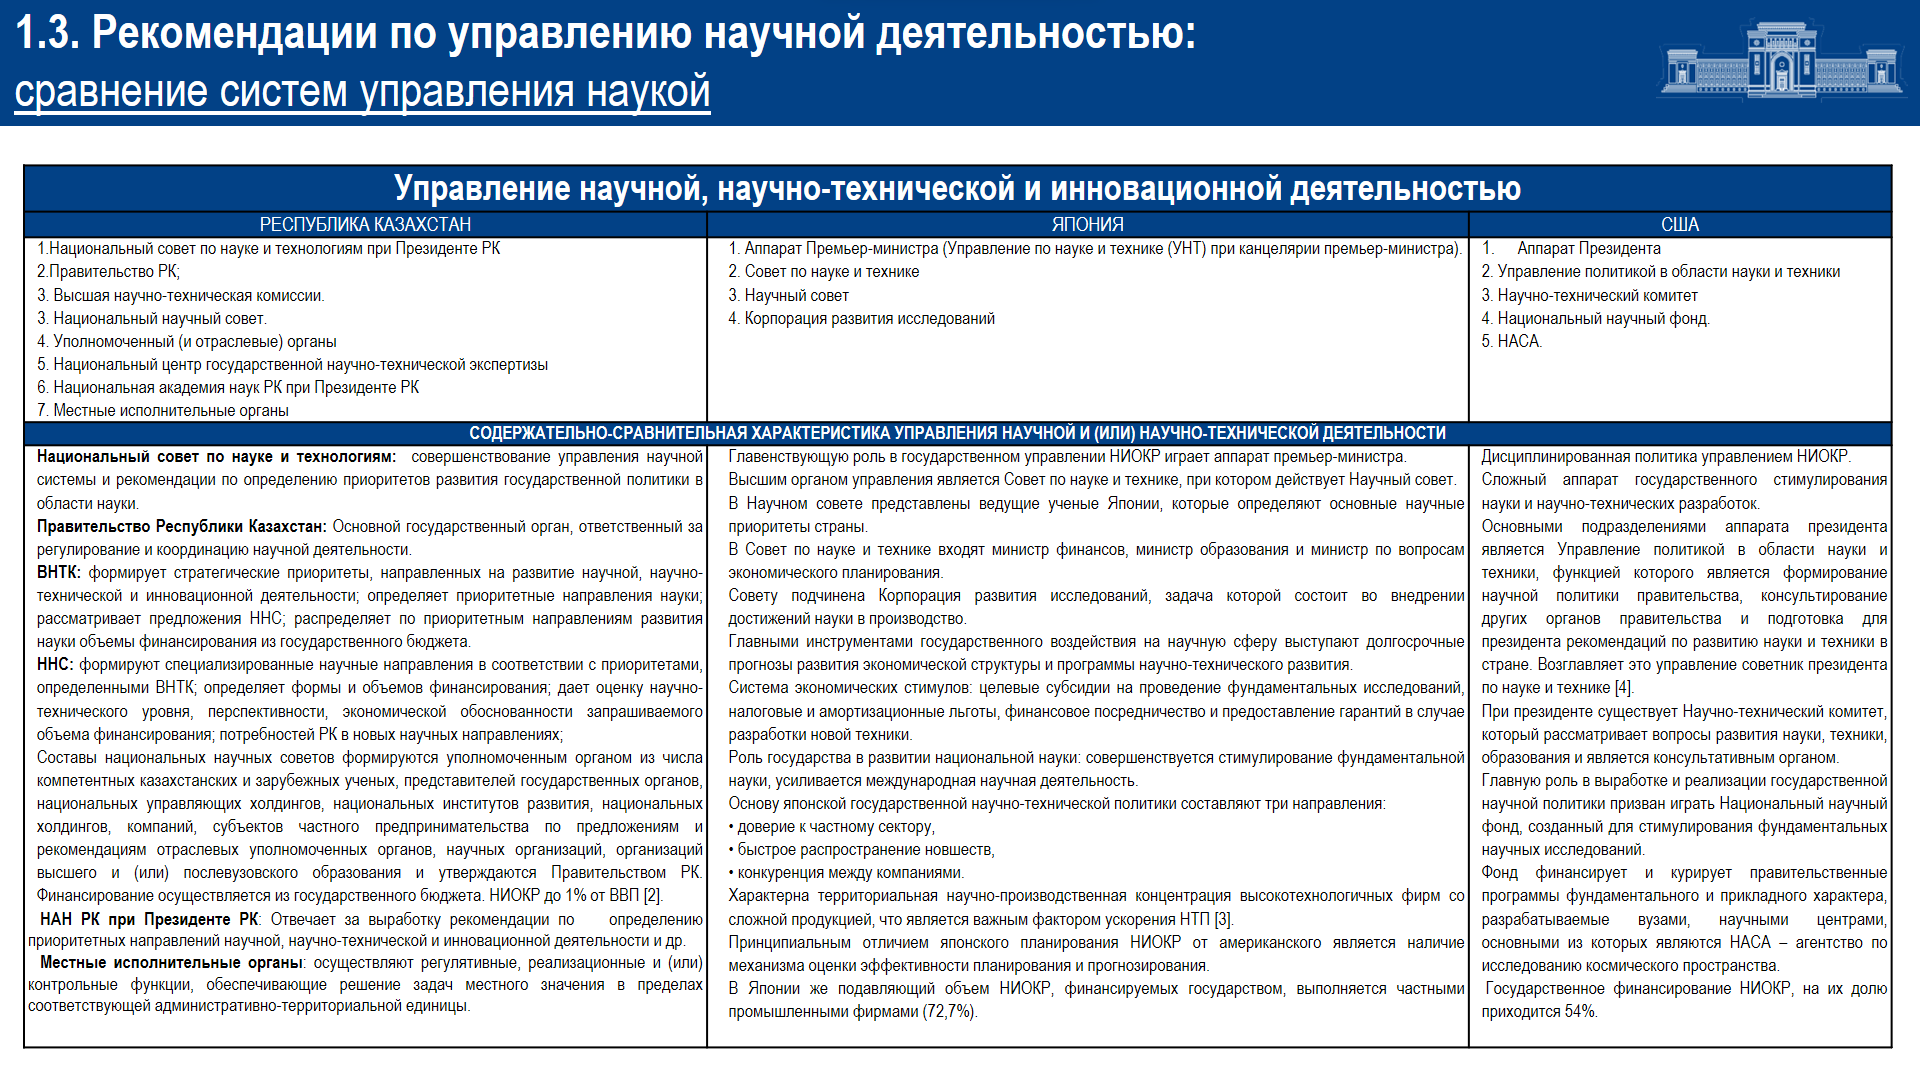 1.3. Рекомендации по управлению научной деятельностью:
сравнение систем управления наукой
Управление научной, научно-технической и инновационной деятельностью
РЕСПУБЛИКА КАЗАХСТАН
ЯПОНИЯ
США
1.Национальный совет по науке и технологиям при Президенте РК
2.Правительство РК;
3. Высшая научно-техническая комиссии.
3. Национальный научный совет.
4. Уполномоченный (и отраслевые) органы
5. Национальный центр государственной научно-технической экспертизы
6. Национальная академия наук РК при Президенте РК
7. Местные исполнительные органы
1. Аппарат Премьер-министра (Управление по науке и технике (УНТ) при канцелярии премьер-министра).
2. Совет по науке и технике
3. Научный совет
4. Корпорация развития исследований
1. Аппарат Президента
2. Управление политикой в области науки и техники
3. Научно-технический комитет
4. Национальный научный фонд.
5. НАСА.
СОДЕРЖАТЕЛЬНО-СРАВНИТЕЛЬНАЯ ХАРАКТЕРИСТИКА УПРАВЛЕНИЯ НАУЧНОЙ И (ИЛИ) НАУЧНО-ТЕХНИЧЕСКОЙ ДЕЯТЕЛЬНОСТИ
Национальный совет по науке и технологиям: совершенствование управления научной
системы и рекомендации по определению приоритетов развития государственной политики в
области науки.
Правительство Республики Казахстан: Основной государственный орган, ответственный за
регулирование и координацию научной деятельности.
ВНТК: формирует стратегические приоритеты, направленных на развитие научной, научно-
технической и инновационной деятельности; определяет приоритетные направления науки;
рассматривает предложения ННС; распределяет по приоритетным направлениям развития
науки объемы финансирования из государственного бюджета.
ННС: формируют специализированные научные направления в соответствии с приоритетами,
определенными ВНТК; определяет формы и объемов финансирования; дает оценку научно-
технического уровня, перспективности, экономической обоснованности запрашиваемого
объема финансирования; потребностей РК в новых научных направлениях;
Составы национальных научных советов формируются уполномоченным органом из числа
компетентных казахстанских и зарубежных ученых, представителей государственных органов,
национальных управляющих холдингов, национальных институтов развития, национальных
холдингов, компаний, субъектов частного предпринимательства по предложениям и
рекомендациям отраслевых уполномоченных органов, научных организаций, организаций
высшего и (или) послевузовского образования и утверждаются Правительством РК.
Финансирование осуществляется из государственного бюджета. НИОКР до 1% от ВВП [2].
НАН РК при Президенте РК: Отвечает за выработку рекомендации по определению
приоритетных направлений научной, научно-технической и инновационной деятельности и др.
Местные исполнительные органы: осуществляют регулятивные, реализационные и (или)
контрольные функции, обеспечивающие решение задач местного значения в пределах
соответствующей административно-территориальной единицы.
Главенствующую роль в государственном управлении НИОКР играет аппарат премьер-министра.
Высшим органом управления является Совет по науке и технике, при котором действует Научный совет.
В Научном совете представлены ведущие ученые Японии, которые определяют основные научные
приоритеты страны.
В Совет по науке и технике входят министр финансов, министр образования и министр по вопросам
экономического планирования.
Совету подчинена Корпорация развития исследований, задача которой состоит во внедрении
достижений науки в производство.
Главными инструментами государственного воздействия на научную сферу выступают долгосрочные
прогнозы развития экономической структуры и программы научно-технического развития.
Система экономических стимулов: целевые субсидии на проведение фундаментальных исследований,
налоговые и амортизационные льготы, финансовое посредничество и предоставление гарантий в случае
разработки новой техники.
Роль государства в развитии национальной науки: совершенствуется стимулирование фундаментальной
науки, усиливается международная научная деятельность.
Основу японской государственной научно-технической политики составляют три направления:
• доверие к частному сектору,
• быстрое распространение новшеств,
• конкуренция между компаниями.
Характерна территориальная научно-производственная концентрация высокотехнологичных фирм со
сложной продукцией, что является важным фактором ускорения НТП [3].
Принципиальным отличием японского планирования НИОКР от американского является наличие
механизма оценки эффективности планирования и прогнозирования.
В Японии же подавляющий объем НИОКР, финансируемых государством, выполняется частными
промышленными фирмами (72,7%).
Дисциплинированная политика управлением НИОКР.
Сложный аппарат государственного стимулирования
науки и научно-технических разработок.
Основными подразделениями аппарата президента
является Управление политикой в области науки и
техники, функцией которого является формирование
научной политики правительства, консультирование
других органов правительства и подготовка для
президента рекомендаций по развитию науки и техники в
стране. Возглавляет это управление советник президента
по науке и технике [4].
При президенте существует Научно-технический комитет,
который рассматривает вопросы развития науки, техники,
образования и является консультативным органом.
Главную роль в выработке и реализации государственной
научной политики призван играть Национальный научный
фонд, созданный для стимулирования фундаментальных
научных исследований.
Фонд финансирует и курирует правительственные
программы фундаментального и прикладного характера,
разрабатываемые вузами, научными центрами,
основными из которых являются НАСА – агентство по
исследованию космического пространства.
Государственное финансирование НИОКР, на их долю
приходится 54%.